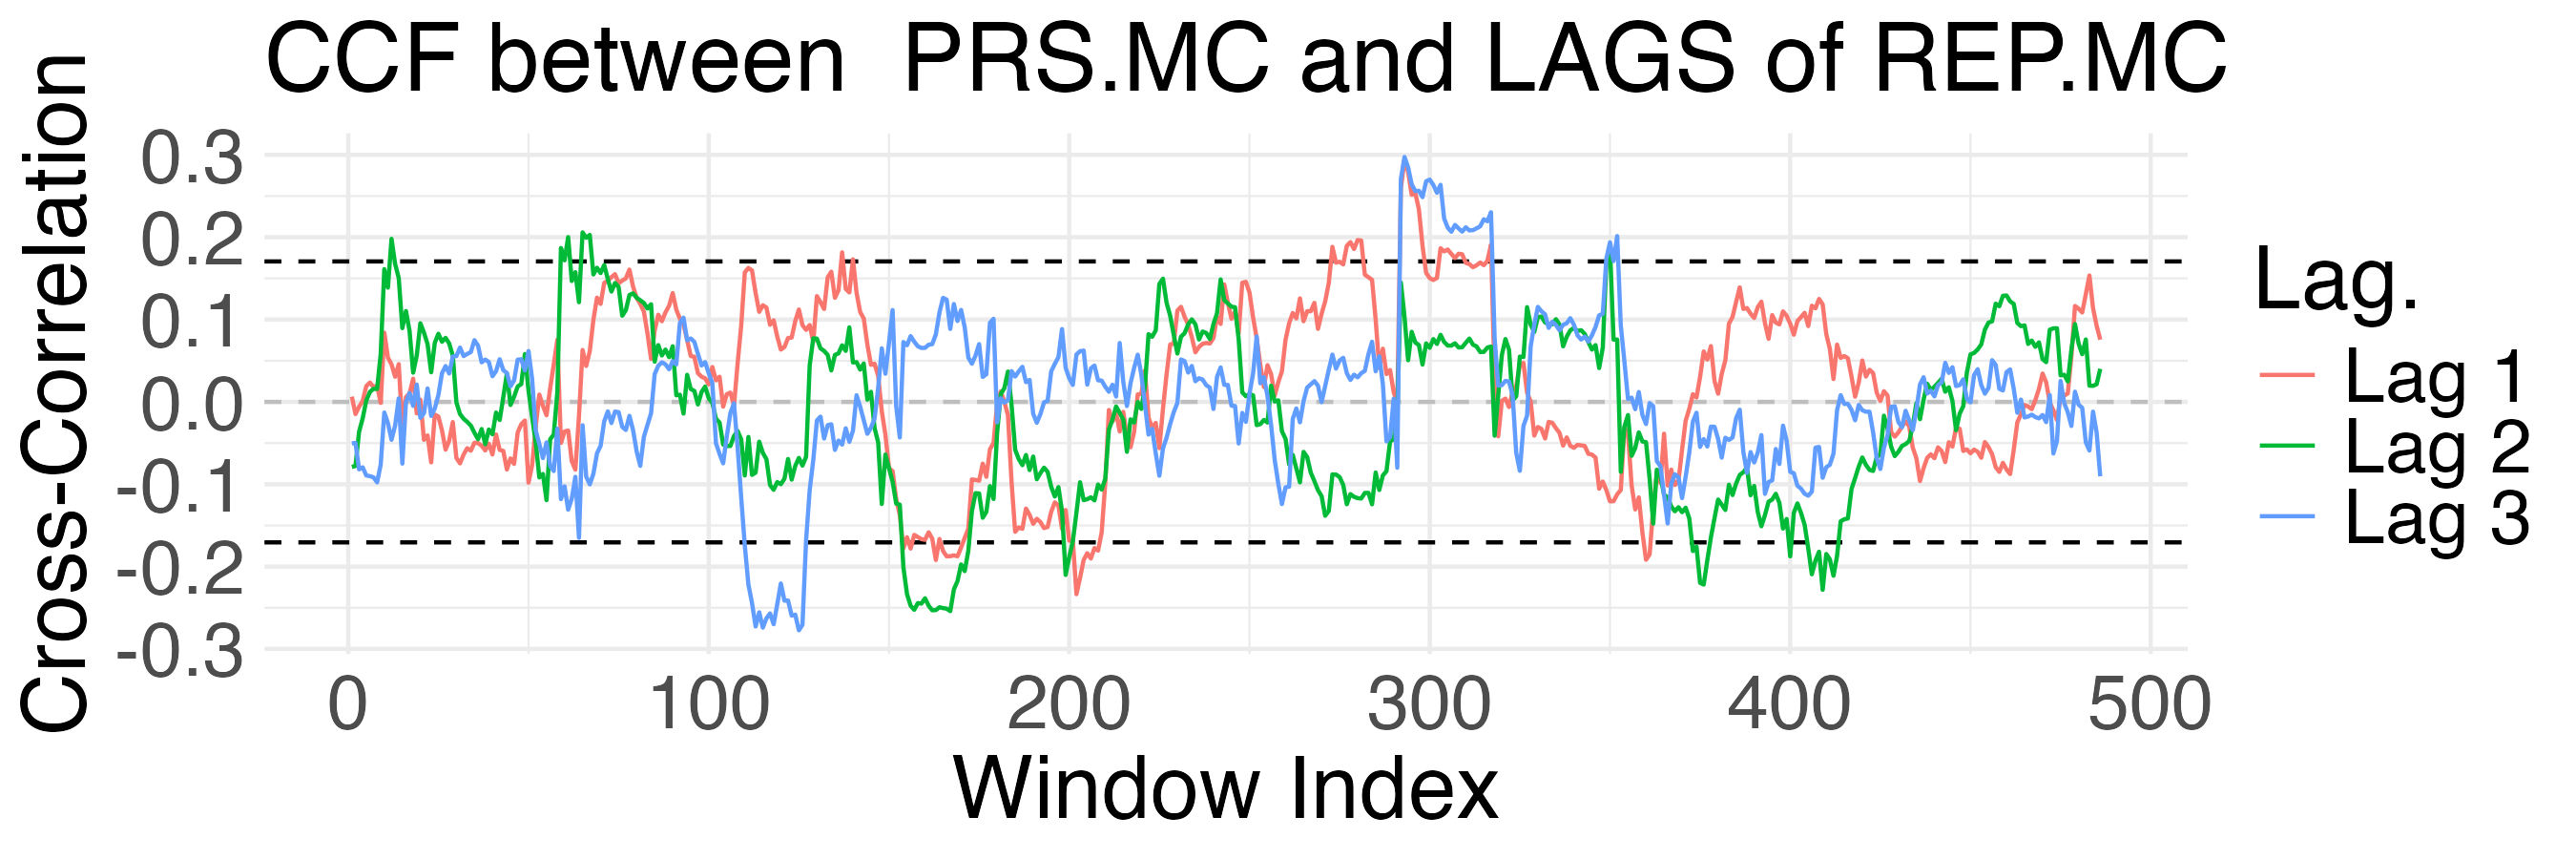 CCF between  PRS.MC and LAGS of REP.MC
Cross-Correlation
0.3
0.2
0.1
0.0
-0.1
-0.2
-0.3
0 100 200 300 400 500
Window Index
Lag.
Lag 1
Lag 2
Lag 3